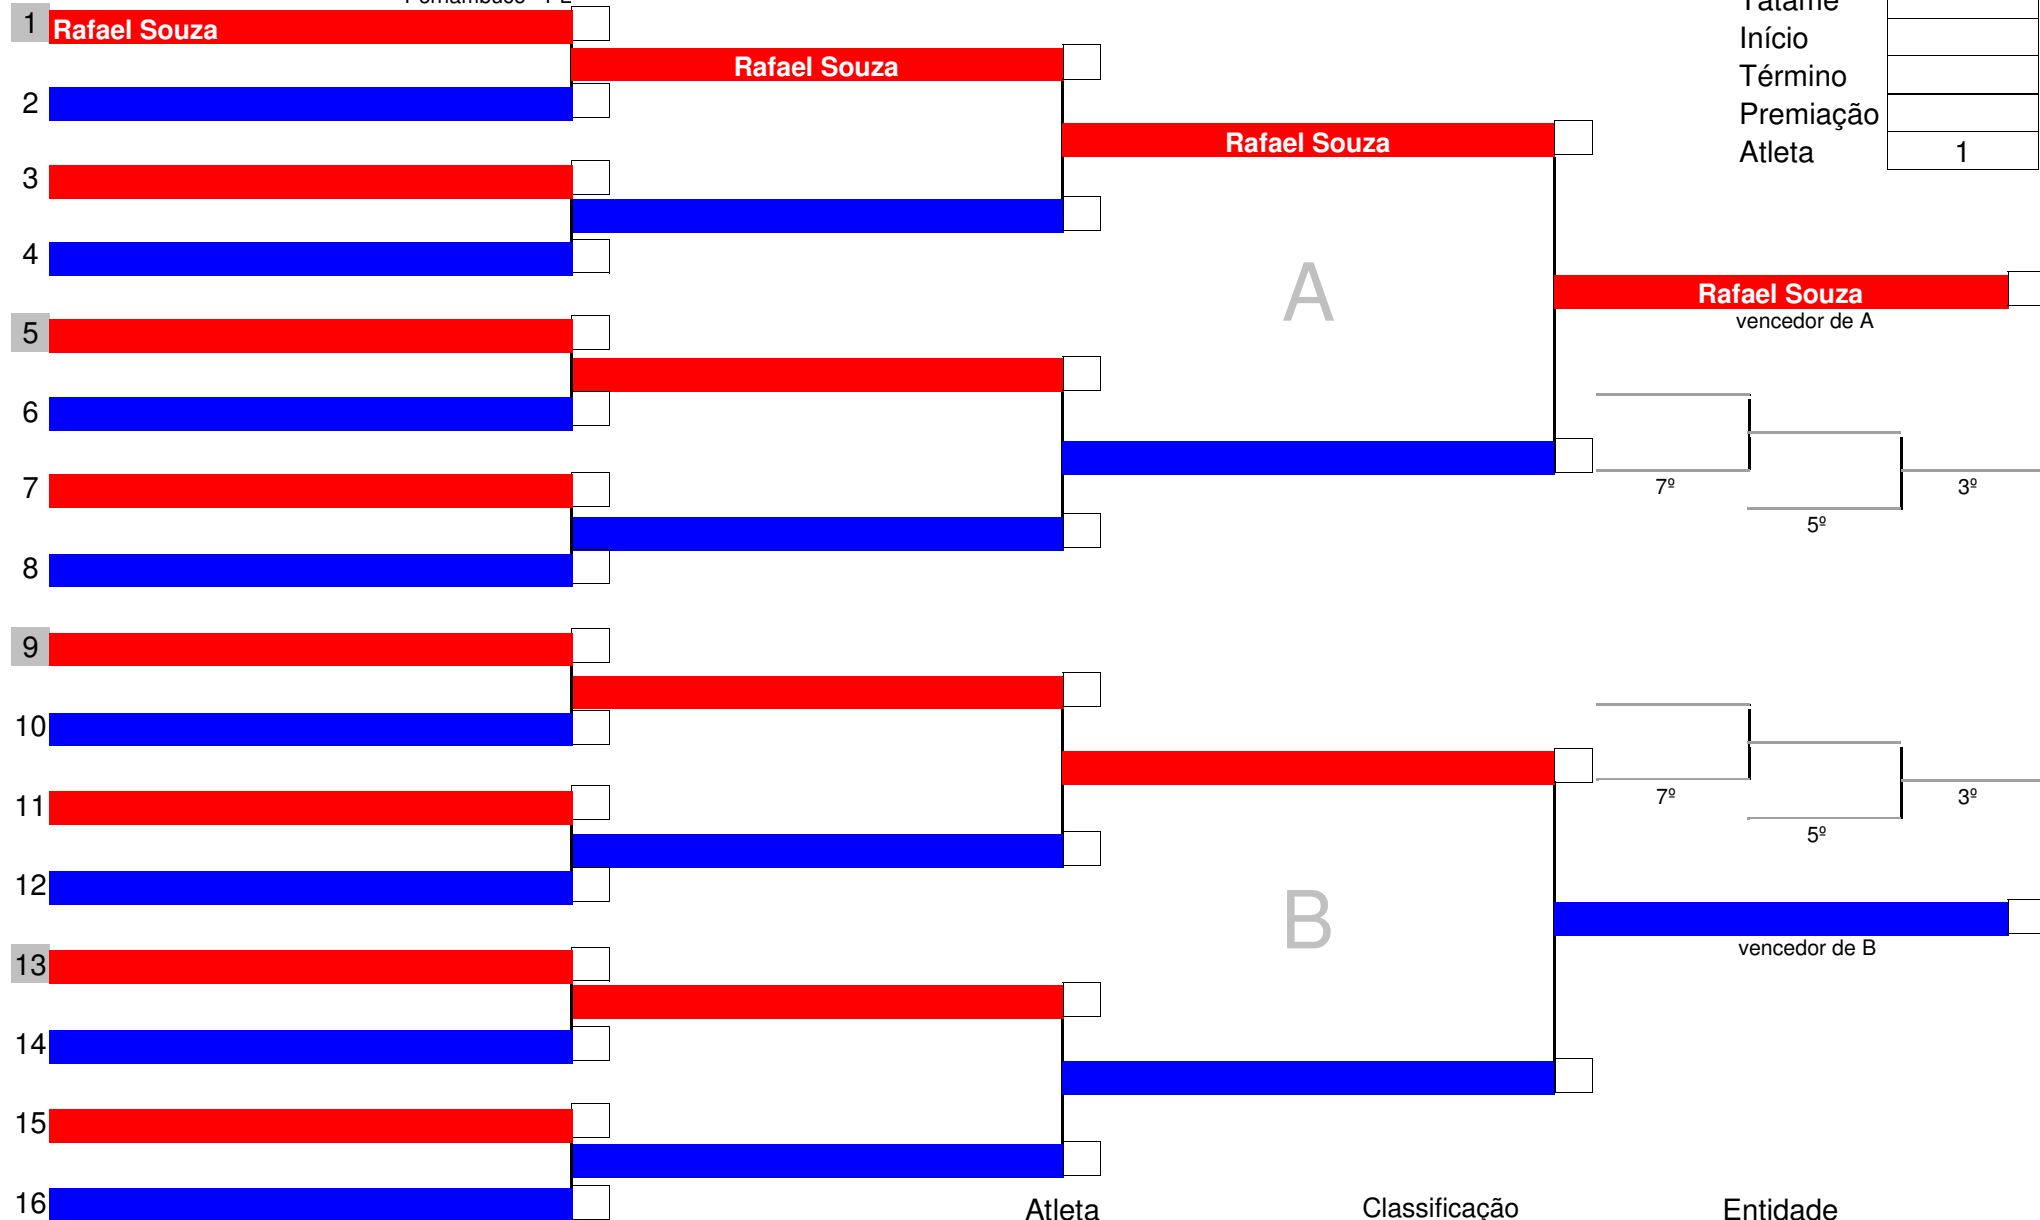 Pernambuco - PE
Tatame
1 Rafael Souza
Rafael Souza
Início
Término
2
Premiação
Rafael Souza
Atleta 1
3
4
A
Rafael Souza
vencedor de A
5
6
7
7º
3º
5º
8
9
10
11
7º
3º
5º
12
B
vencedor de B
13
14
15
16
Atleta Classificação Entidade